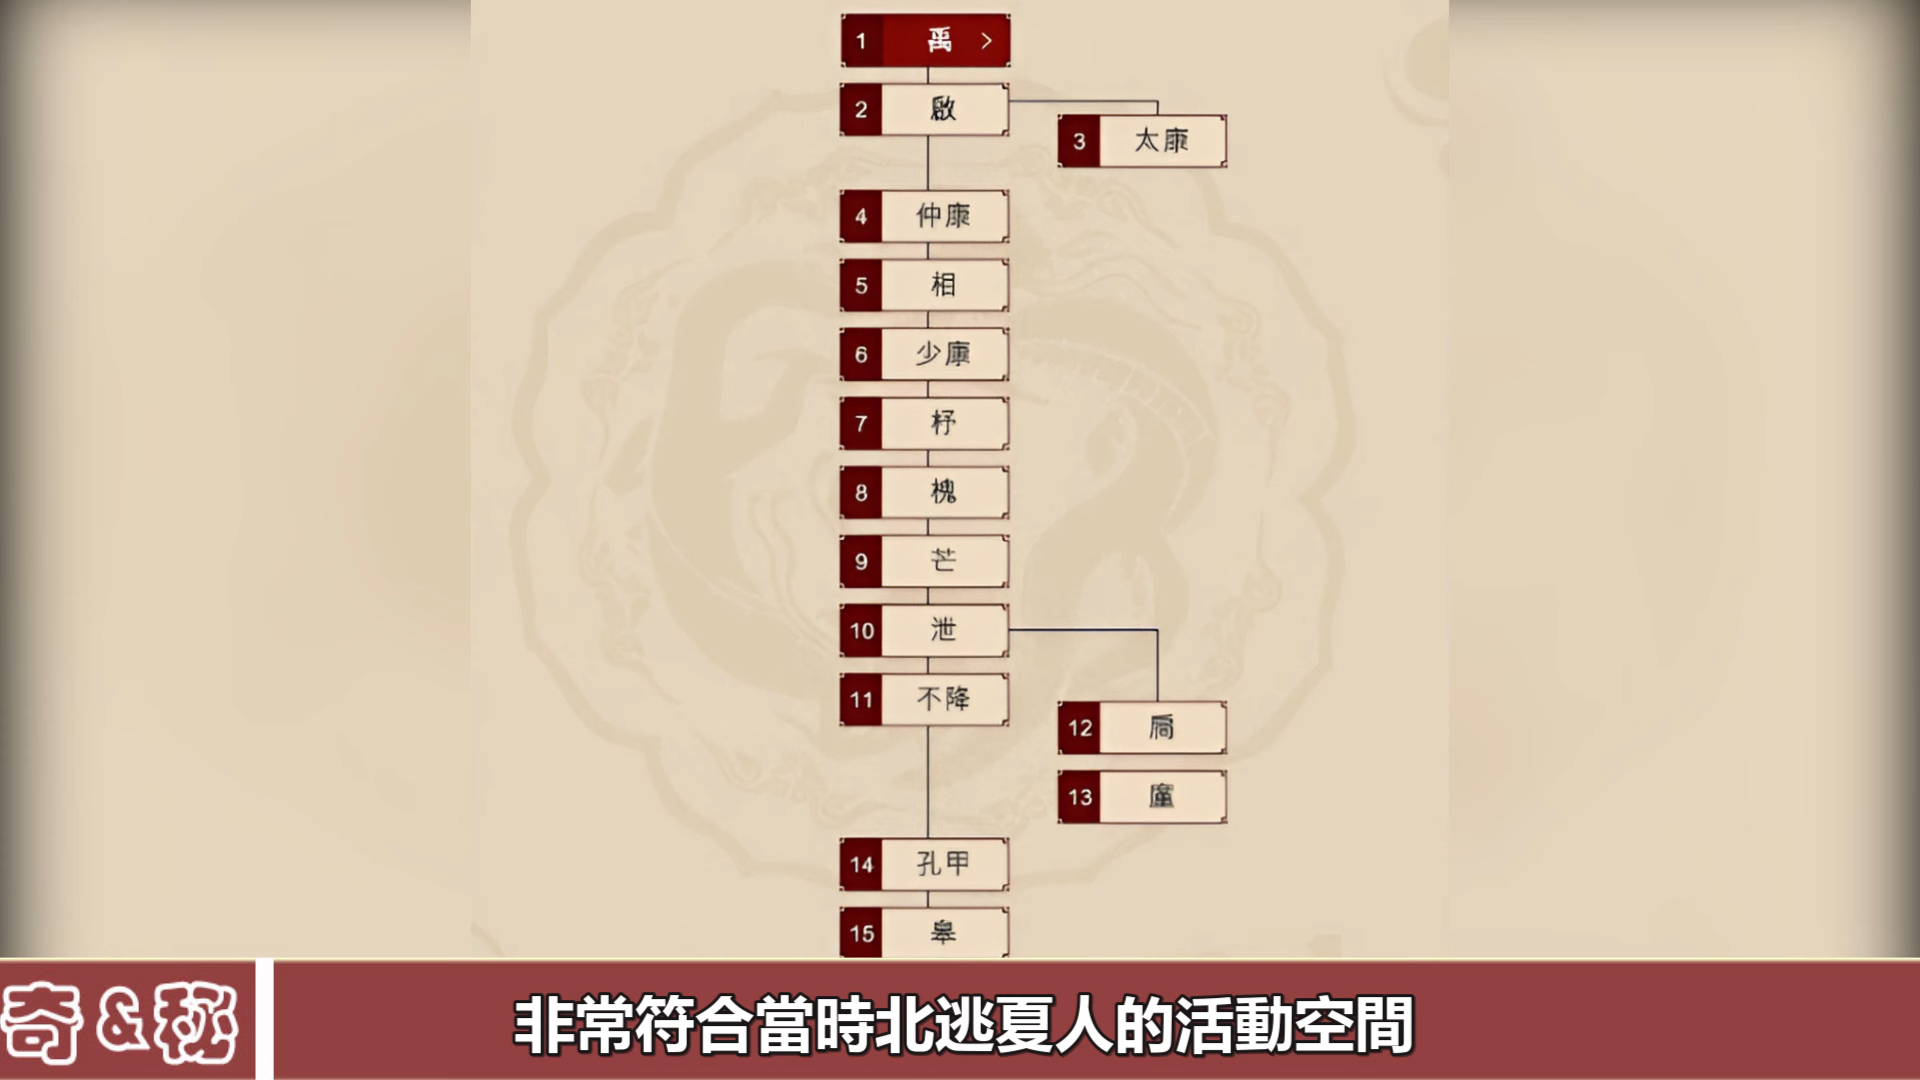 1 禹 >
2 啟
3 太康
4 仲康
5 相
6 少康
7 杼
8 槐
9 芒
10 泄
11 不降
12 扃
13 廑
14 孔甲
15 皋
奇&秘
非常符合當時北逃夏人的活動空間